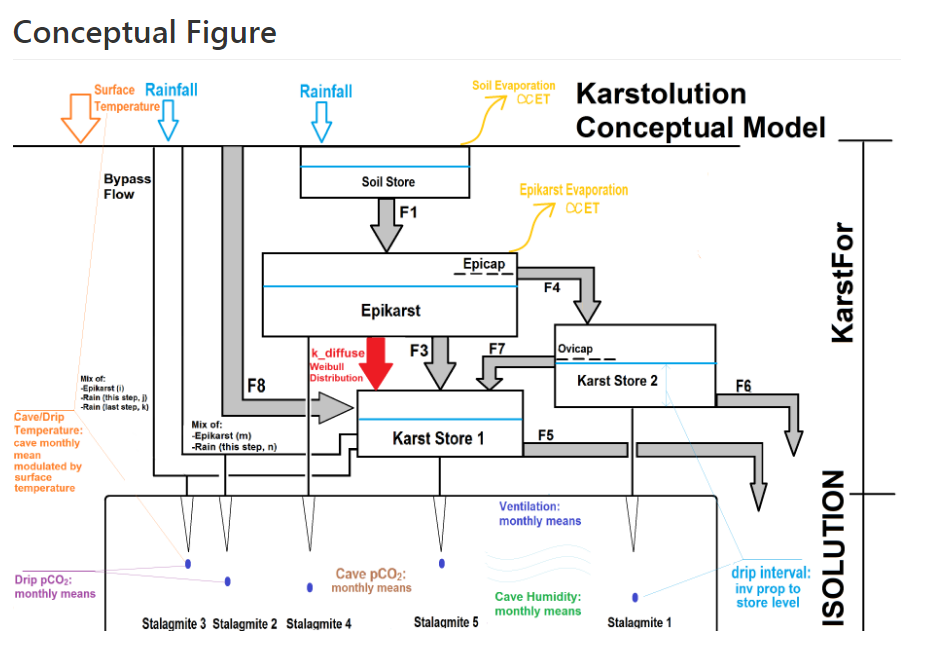 Conceptual Figure
Surface
Temperature
Rainfall
Rainfall
Soil Evaporation
∝ET
Karstolution
Conceptual Model
Bypass
Flow
Soil Store
F1
Epikarst Evaporation
∝ET
Epicap
F4
Epikarst
KarstFor
k_diffuse
Weibull
Distribution
F3
F7
Ovicap
Karst Store 2
F6
F8
Mix of:
-Epikarst (i)
-Rain (this step, j)
-Rain (last step, k)
Mix of:
-Epikarst (m)
-Rain (this step, n)
Karst Store 1
F5
Cave/Drip
Temperature:
cave monthly
mean
modulated by
surface
temperature
ISOLUTION
Ventilation:
monthly means
Drip pCO₂:
monthly means
Cave pCO₂:
monthly means
Cave Humidity:
monthly means
drip interval:
inv prop to
store level
Stalagmite 3
Stalagmite 2
Stalagmite 4
Stalagmite 5
Stalagmite 1